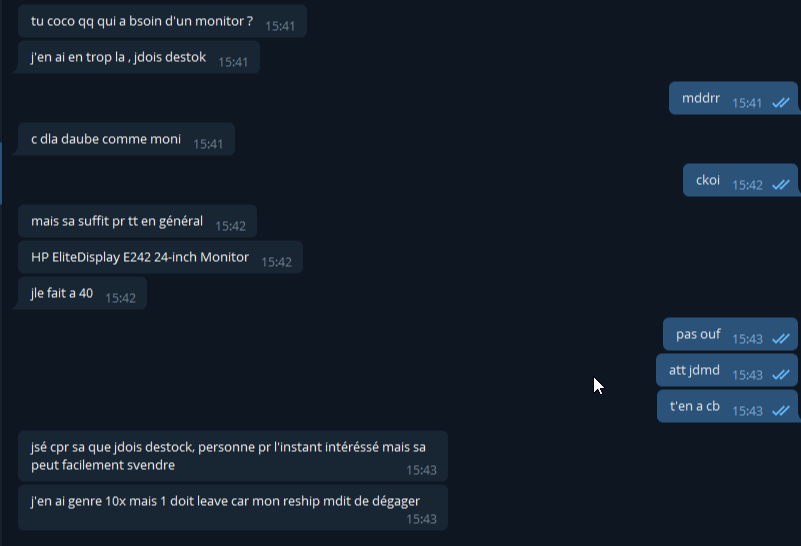 tu coco qq qui a bsoin d'un monitor ? 15:41
j'en ai en trop la , jdois destok 15:41
mddrr 15:41
c dla daube comme moni 15:41
ckoi 15:42
mais sa suffit pr tt en général 15:42
HP EliteDisplay E242 24-inch Monitor 15:42
jle fait a 40 15:42
pas ouf 15:43
att jdmd 15:43
t'en a cb 15:43
jsé cpr sa que jdois destock, personne pr l'instant intéréssé mais sa
peut facilement svendre 15:43
j'en ai genre 10x mais 1 doit leave car mon reship mdit de dégager
15:43